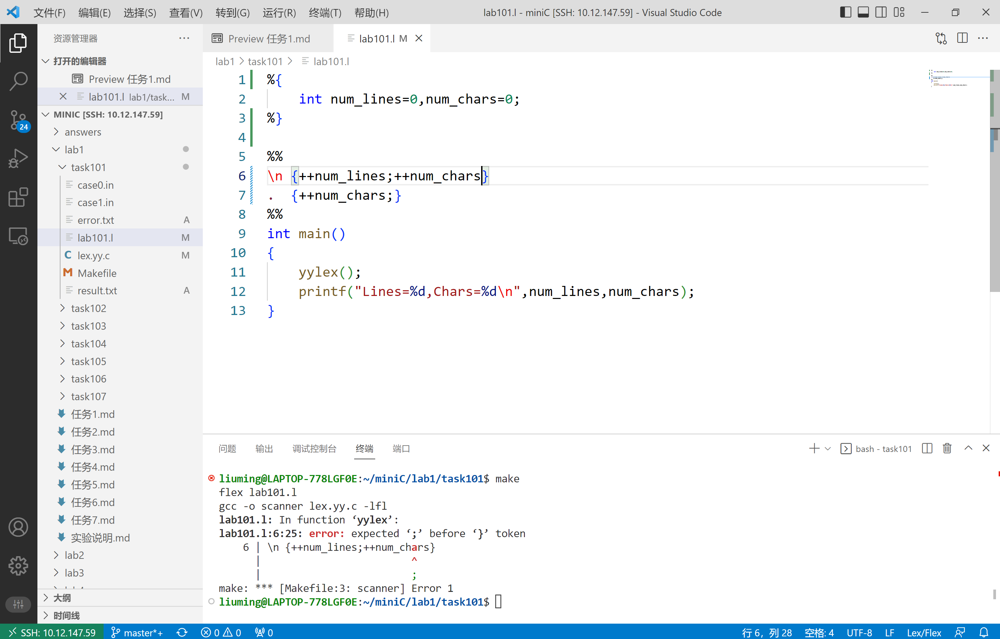 文件(F) 编辑(E) 选择(S) 查看(V) 转到(G) 运行(R) 终端(T) 帮助(H) lab101.l - miniC [SSH: 10.12.147.59] - Visual Studio Code
资源管理器
打开的编辑器
Preview 任务1.md
lab101.l lab1/task... M
MINIC [SSH: 10.12.147.59]
answers
lab1
task101
case0.in
case1.in
error.txt A
lab101.l M
C lex.yy.c M
M Makefile
result.txt A
task102
task103
task104
task105
task106
task107
任务1.md
任务2.md
任务3.md
任务4.md
任务5.md
任务6.md
任务7.md
实验说明.md
lab2
lab3
大纲
时间线
24
Preview 任务1.md lab101.l M
lab1 > task101 > lab101.l
1 %{
2 int num_lines=0,num_chars=0;
3 %}
4
5 %%
6 \n {++num_lines;++num_chars}
7 .  {++num_chars;}
8 %%
9 int main()
10 {
11 yylex();
12 printf("Lines=%d,Chars=%d\n",num_lines,num_chars);
13 }
问题 输出 调试控制台 终端 端口 bash - task101
liuming@LAPTOP-778LGF0E:~/miniC/lab1/task101$ make
flex lab101.l
gcc -o scanner lex.yy.c -lfl
lab101.l: In function ‘yylex’:
lab101.l:6:25: error: expected ‘;’ before ‘}’ token
6 | \n {++num_lines;++num_chars}
| ^
| ;
make: *** [Makefile:3: scanner] Error 1
liuming@LAPTOP-778LGF0E:~/miniC/lab1/task101$
SSH: 10.12.147.59 master*+ 0 0 0 行 6，列 28 空格: 4 UTF-8 LF Lex/Flex